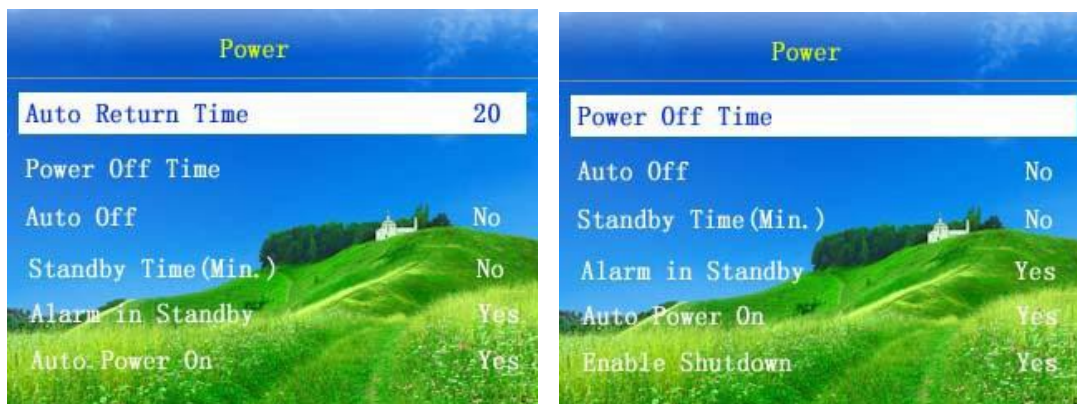 Power
Auto Return Time 20
Power Off Time
Auto Off No
Standby Time(Min.) No
Alarm in Standby Yes
Auto Power On Yes
Power
Power Off Time
Auto Off No
Standby Time(Min.) No
Alarm in Standby Yes
Auto Power On Yes
Enable Shutdown Yes